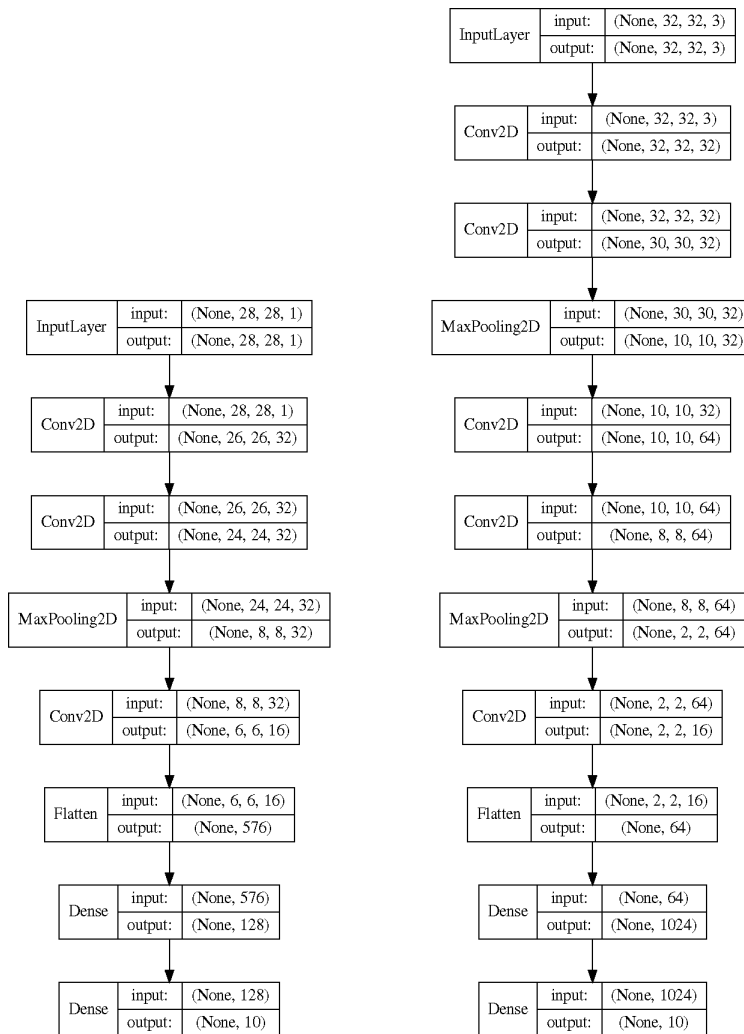 InputLayer
input: (None, 28, 28, 1)
output: (None, 28, 28, 1)
Conv2D
input: (None, 28, 28, 1)
output: (None, 26, 26, 32)
Conv2D
input: (None, 26, 26, 32)
output: (None, 24, 24, 32)
MaxPooling2D
input: (None, 24, 24, 32)
output: (None, 8, 8, 32)
Conv2D
input: (None, 8, 8, 32)
output: (None, 6, 6, 16)
Flatten
input: (None, 6, 6, 16)
output: (None, 576)
Dense
input: (None, 576)
output: (None, 128)
Dense
input: (None, 128)
output: (None, 10)
InputLayer
input: (None, 32, 32, 3)
output: (None, 32, 32, 3)
Conv2D
input: (None, 32, 32, 3)
output: (None, 32, 32, 32)
Conv2D
input: (None, 32, 32, 32)
output: (None, 30, 30, 32)
MaxPooling2D
input: (None, 30, 30, 32)
output: (None, 10, 10, 32)
Conv2D
input: (None, 10, 10, 32)
output: (None, 10, 10, 64)
Conv2D
input: (None, 10, 10, 64)
output: (None, 8, 8, 64)
MaxPooling2D
input: (None, 8, 8, 64)
output: (None, 2, 2, 64)
Conv2D
input: (None, 2, 2, 64)
output: (None, 2, 2, 16)
Flatten
input: (None, 2, 2, 16)
output: (None, 64)
Dense
input: (None, 64)
output: (None, 1024)
Dense
input: (None, 1024)
output: (None, 10)